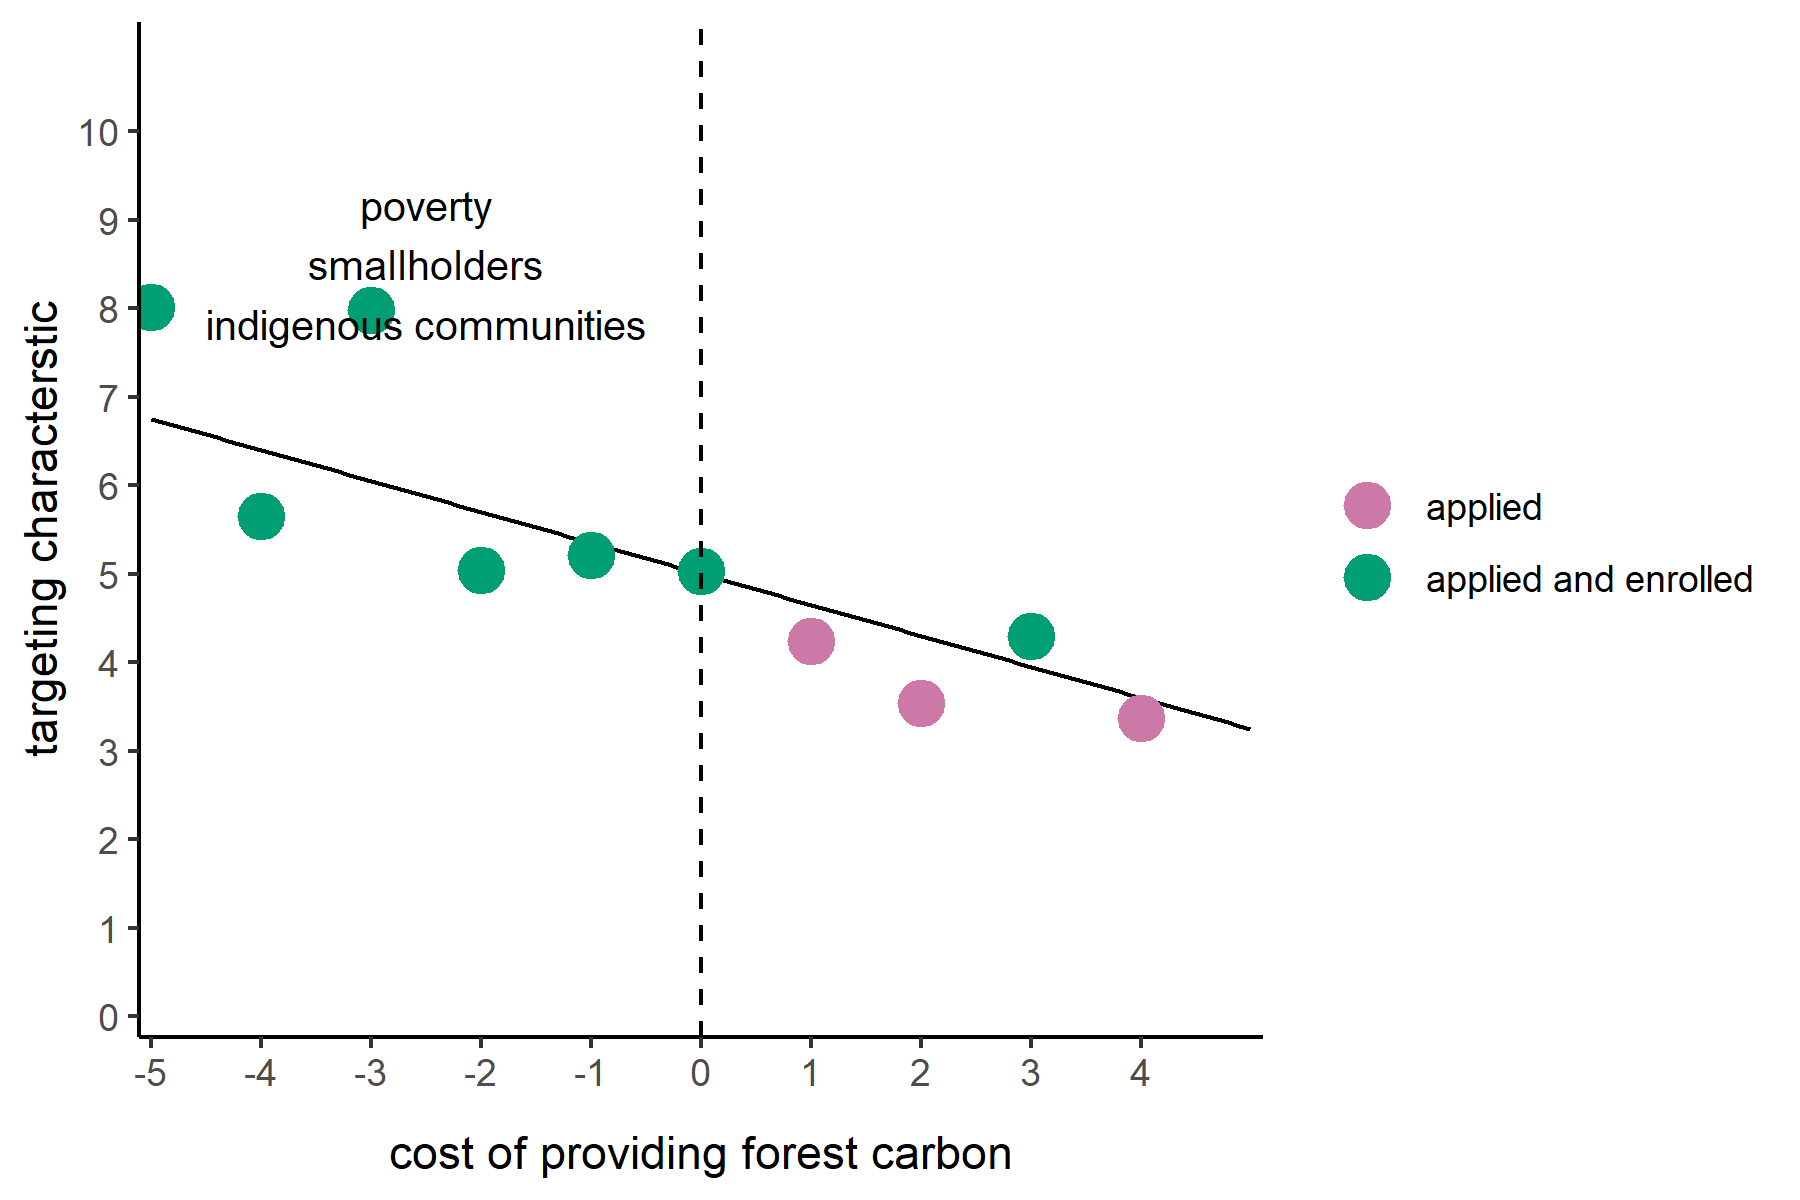 10
9
8
7
6
5
4
3
2
1
0
targeting characterstic
poverty
smallholders
indigenous communities
-5 -4 -3 -2 -1 0 1 2 3 4
cost of providing forest carbon
applied
applied and enrolled